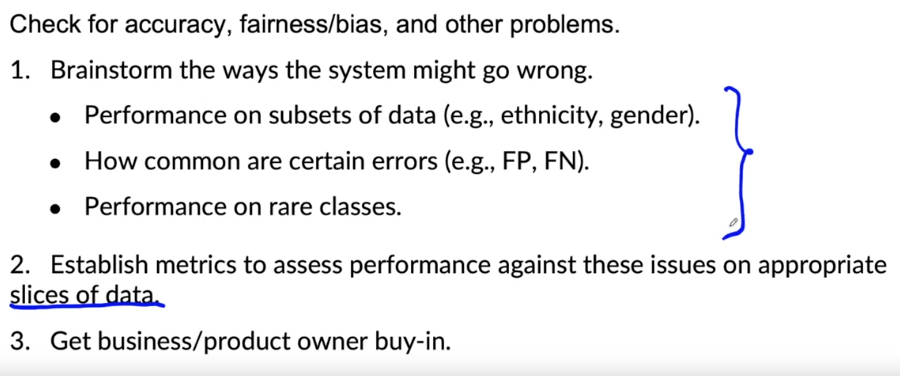 Check for accuracy, fairness/bias, and other problems.
1. Brainstorm the ways the system might go wrong.
• Performance on subsets of data (e.g., ethnicity, gender).
• How common are certain errors (e.g., FP, FN).
• Performance on rare classes.
2. Establish metrics to assess performance against these issues on appropriate
slices of data.
3. Get business/product owner buy-in.